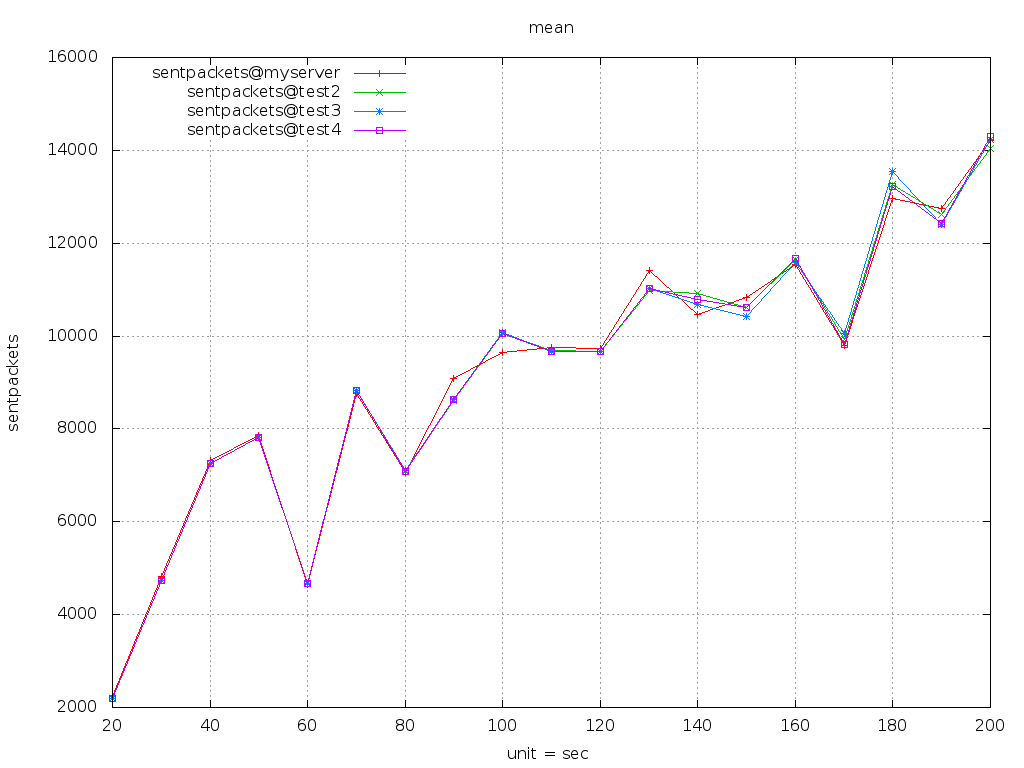 mean
16000
14000
12000
10000
8000
6000
4000
2000
sentpackets
sentpackets@myserver
sentpackets@test2
sentpackets@test3
sentpackets@test4
20 40 60 80 100 120 140 160 180 200
unit = sec